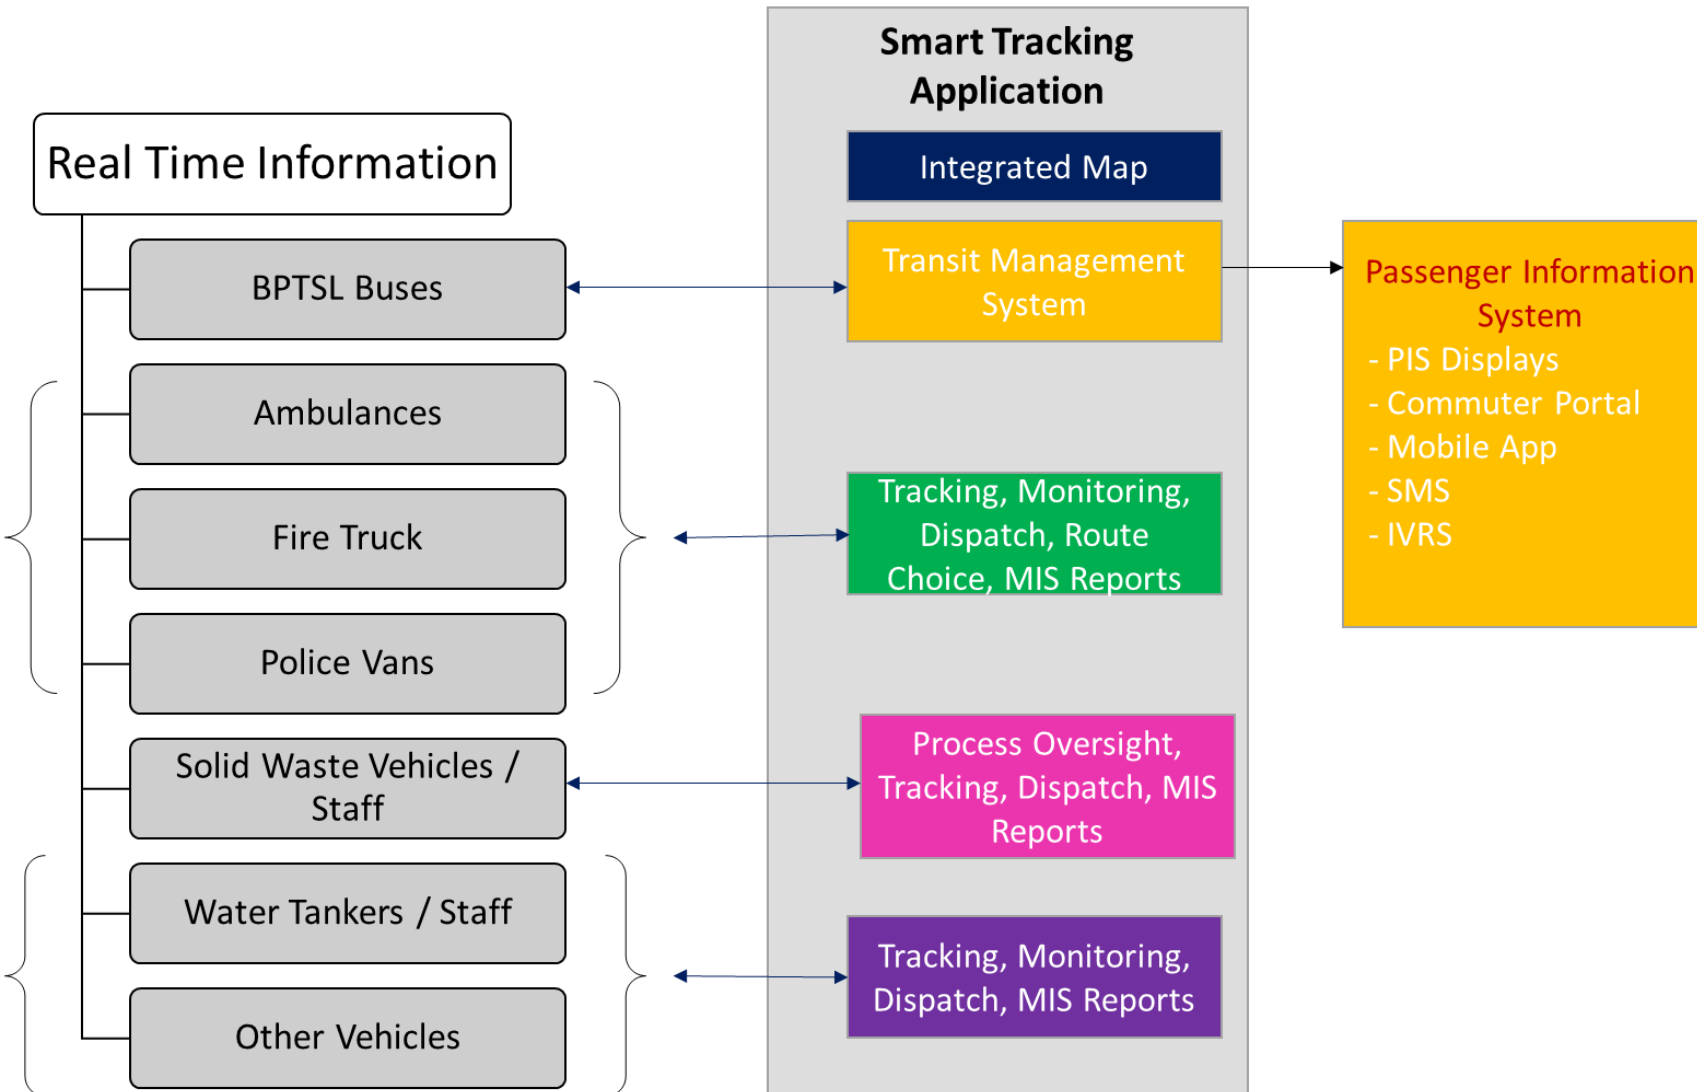 Smart Tracking
Application
Real Time Information
Integrated Map
BPTSL Buses
Transit Management
System
Passenger Information
System
- PIS Displays
- Commuter Portal
- Mobile App
- SMS
- IVRS
Ambulances
Fire Truck
Police Vans
Tracking, Monitoring,
Dispatch, Route
Choice, MIS Reports
Solid Waste Vehicles /
Staff
Process Oversight,
Tracking, Dispatch, MIS
Reports
Water Tankers / Staff
Other Vehicles
Tracking, Monitoring,
Dispatch, MIS Reports